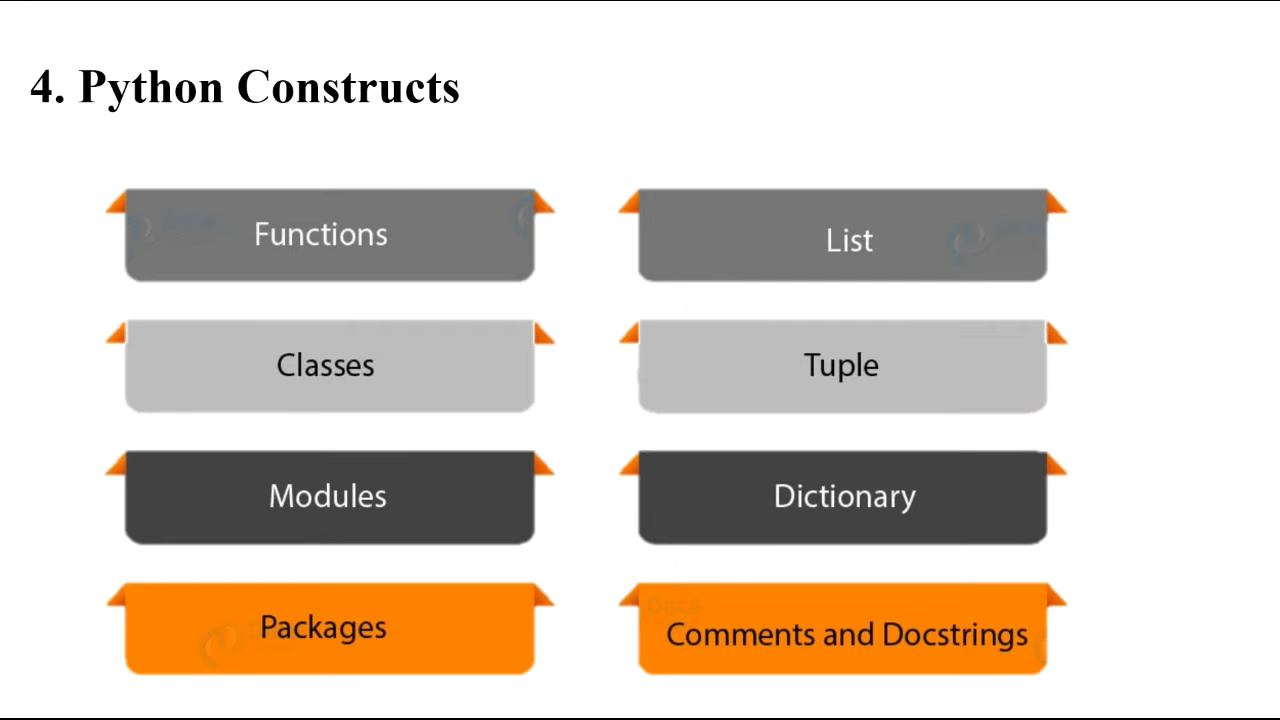 4. Python Constructs
Functions
List
Classes
Tuple
Modules
Dictionary
Packages
Comments and Docstrings